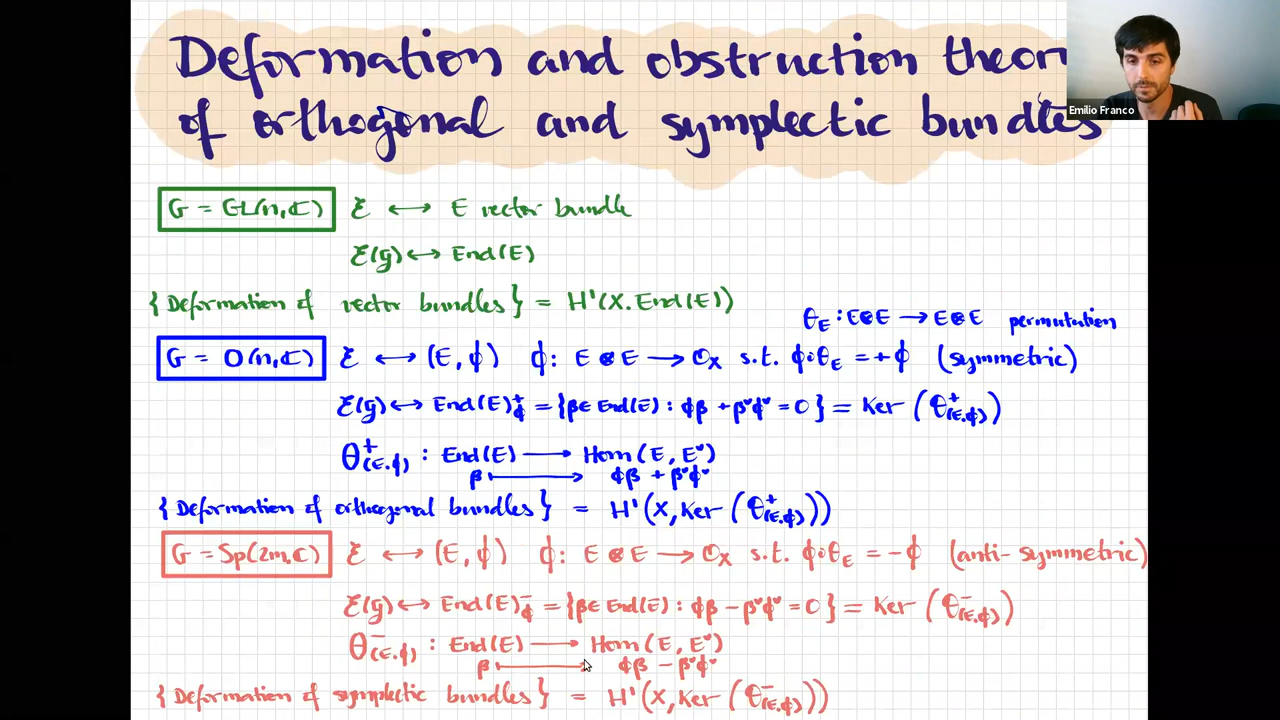 Deformation and obstruction theor
of orthogonal and symplectic bundles
Emilio Franco
G = GL(n,ℂ) ℰ ⟷ E vector bundle
ℰ(g) ⟷ End(E)
{Deformation of vector bundles} = H¹(X. End(E))
θ_E : E⊗E → E⊗E permutation
G = O(n,ℂ) ℰ ⟷ (E, ϕ) ϕ: E⊗E ⟶ O_X s.t. ϕ∘θ_E = +ϕ (symmetric)
ℰ(g) ⟷ End(E)⁺_ϕ = {β∈ End(E) : ϕβ + β^∨ϕ^∨ = 0} = Ker (θ⁺_(E,ϕ))
θ⁺_(E,ϕ) : End(E) ⟶ Hom(E, E^∨)
β ⟼ ϕβ + β^∨ϕ^∨
{Deformation of orthogonal bundles} = H¹(X, Ker (θ⁺_(E,ϕ)))
G = Sp(2m,ℂ) ℰ ⟷ (E, ϕ) ϕ: E⊗E ⟶ O_X s.t. ϕ∘θ_E = -ϕ (anti-symmetric)
ℰ(g) ⟷ End(E)⁻_ϕ = {β∈ End(E) : ϕβ - β^∨ϕ^∨ = 0} = Ker (θ⁻_(E,ϕ))
θ⁻_(E,ϕ) : End(E) ⟶ Hom(E, E^∨)
β ⟼ ϕβ - β^∨ϕ^∨
{Deformation of symplectic bundles} = H¹(X, Ker (θ⁻_(E,ϕ)))